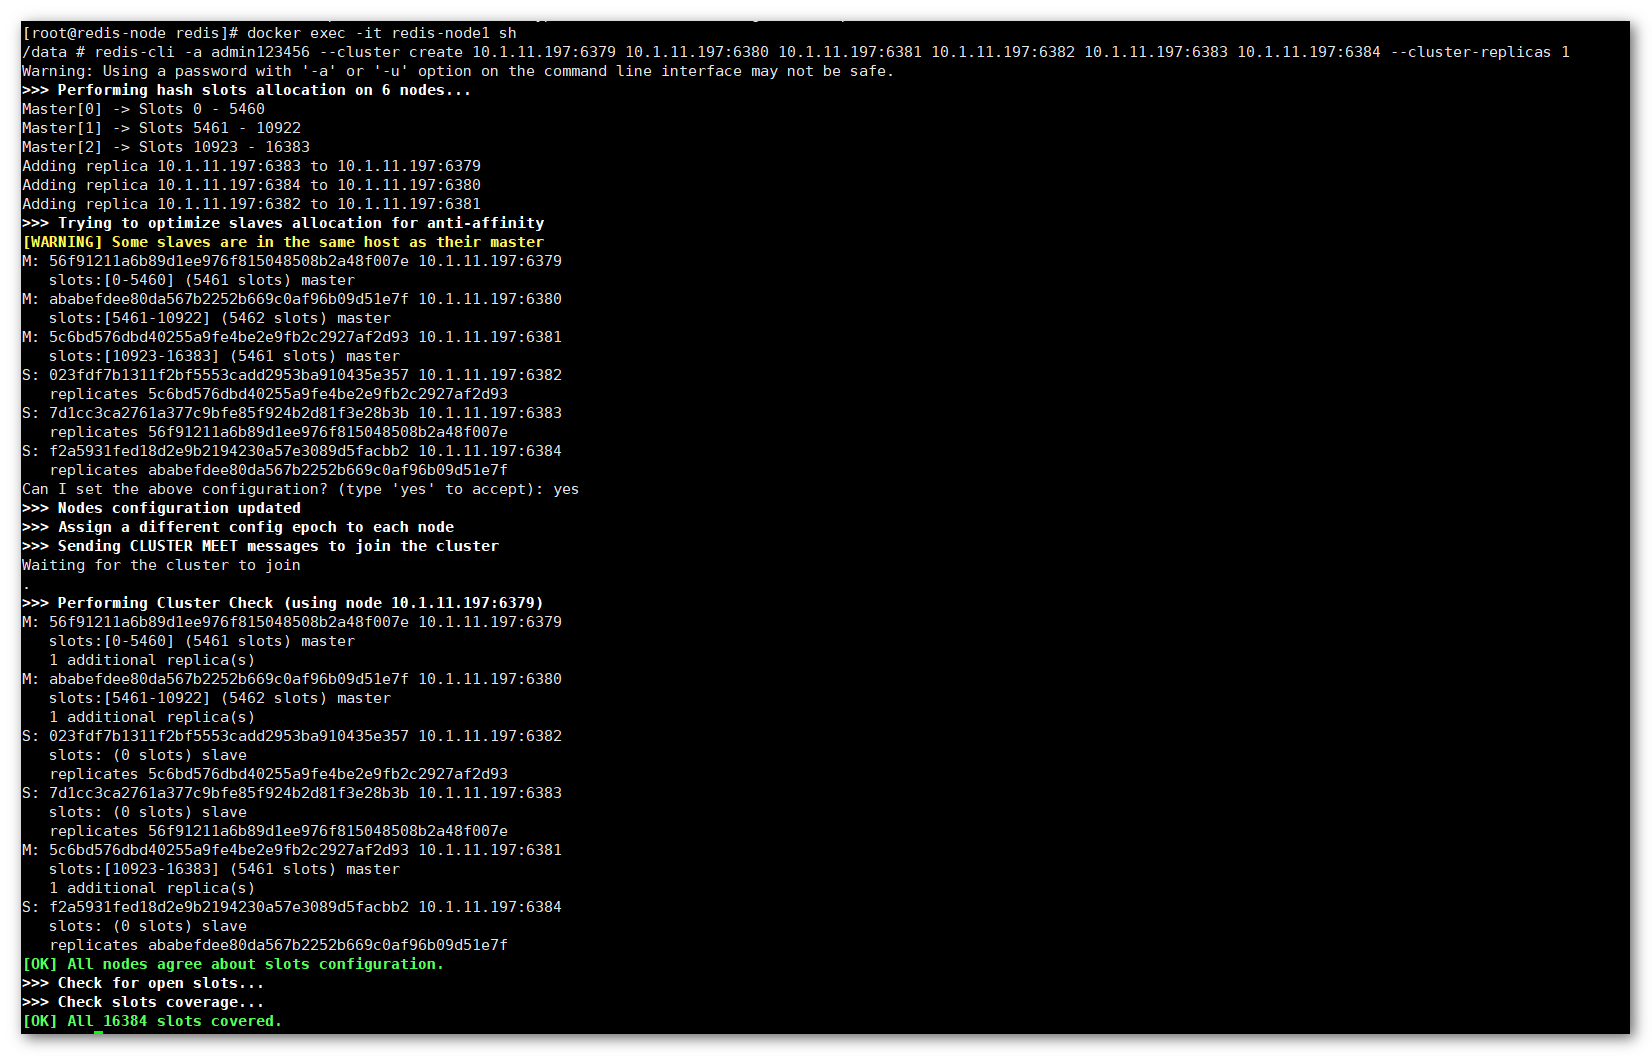 [root@redis-node redis]# docker exec -it redis-node1 sh
/data # redis-cli -a admin123456 --cluster create 10.1.11.197:6379 10.1.11.197:6380 10.1.11.197:6381 10.1.11.197:6382 10.1.11.197:6383 10.1.11.197:6384 --cluster-replicas 1
Warning: Using a password with '-a' or '-u' option on the command line interface may not be safe.
>>> Performing hash slots allocation on 6 nodes...
Master[0] -> Slots 0 - 5460
Master[1] -> Slots 5461 - 10922
Master[2] -> Slots 10923 - 16383
Adding replica 10.1.11.197:6383 to 10.1.11.197:6379
Adding replica 10.1.11.197:6384 to 10.1.11.197:6380
Adding replica 10.1.11.197:6382 to 10.1.11.197:6381
>>> Trying to optimize slaves allocation for anti-affinity
[WARNING] Some slaves are in the same host as their master
M: 56f91211a6b89d1ee976f815048508b2a48f007e 10.1.11.197:6379
   slots:[0-5460] (5461 slots) master
M: ababefdee80da567b2252b669c0af96b09d51e7f 10.1.11.197:6380
   slots:[5461-10922] (5462 slots) master
M: 5c6bd576dbd40255a9fe4be2e9fb2c2927af2d93 10.1.11.197:6381
   slots:[10923-16383] (5461 slots) master
S: 023fdf7b1311f2bf5553cadd2953ba910435e357 10.1.11.197:6382
   replicates 5c6bd576dbd40255a9fe4be2e9fb2c2927af2d93
S: 7d1cc3ca2761a377c9bfe85f924b2d81f3e28b3b 10.1.11.197:6383
   replicates 56f91211a6b89d1ee976f815048508b2a48f007e
S: f2a5931fed18d2e9b2194230a57e3089d5facbb2 10.1.11.197:6384
   replicates ababefdee80da567b2252b669c0af96b09d51e7f
Can I set the above configuration? (type 'yes' to accept): yes
>>> Nodes configuration updated
>>> Assign a different config epoch to each node
>>> Sending CLUSTER MEET messages to join the cluster
Waiting for the cluster to join
.
>>> Performing Cluster Check (using node 10.1.11.197:6379)
M: 56f91211a6b89d1ee976f815048508b2a48f007e 10.1.11.197:6379
   slots:[0-5460] (5461 slots) master
   1 additional replica(s)
M: ababefdee80da567b2252b669c0af96b09d51e7f 10.1.11.197:6380
   slots:[5461-10922] (5462 slots) master
   1 additional replica(s)
S: 023fdf7b1311f2bf5553cadd2953ba910435e357 10.1.11.197:6382
   slots: (0 slots) slave
   replicates 5c6bd576dbd40255a9fe4be2e9fb2c2927af2d93
S: 7d1cc3ca2761a377c9bfe85f924b2d81f3e28b3b 10.1.11.197:6383
   slots: (0 slots) slave
   replicates 56f91211a6b89d1ee976f815048508b2a48f007e
M: 5c6bd576dbd40255a9fe4be2e9fb2c2927af2d93 10.1.11.197:6381
   slots:[10923-16383] (5461 slots) master
   1 additional replica(s)
S: f2a5931fed18d2e9b2194230a57e3089d5facbb2 10.1.11.197:6384
   slots: (0 slots) slave
   replicates ababefdee80da567b2252b669c0af96b09d51e7f
[OK] All nodes agree about slots configuration.
>>> Check for open slots...
>>> Check slots coverage...
[OK] All 16384 slots covered.